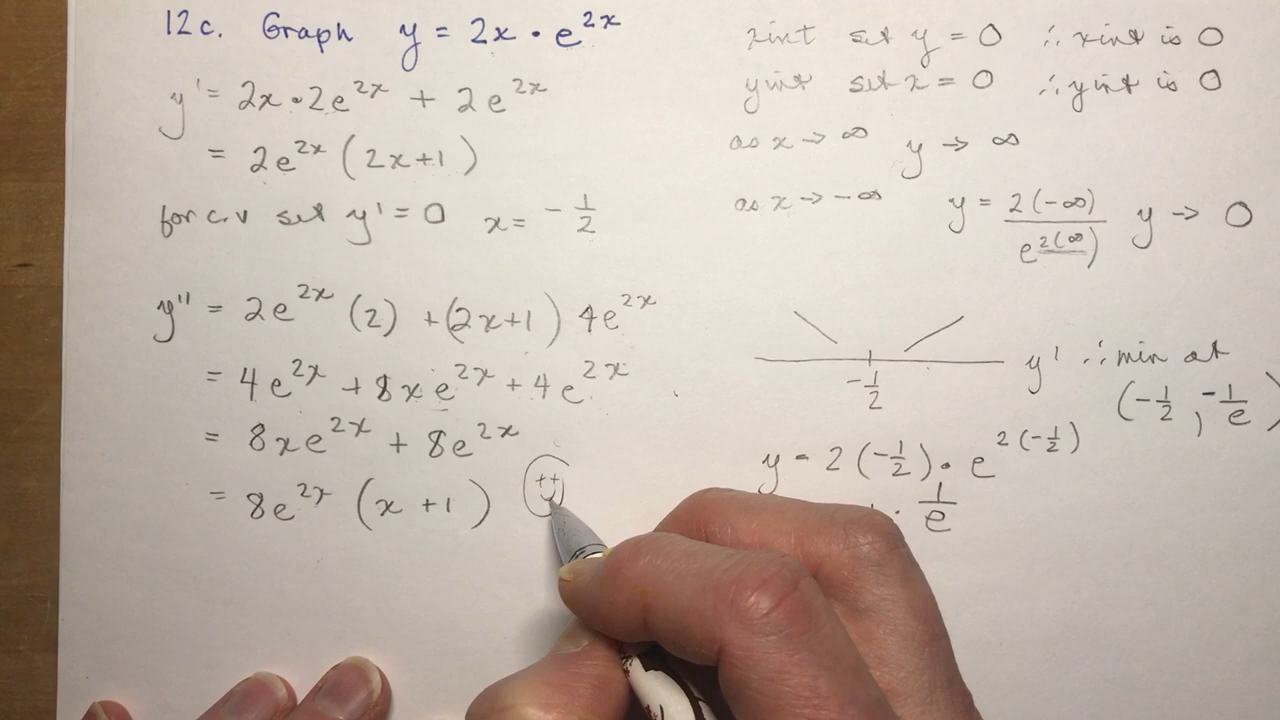 12c. Graph y = 2x · e^2x
y' = 2x · 2e^2x + 2e^2x
= 2e^2x (2x+1)
for c.v set y' = 0 x = -1/2
y'' = 2e^2x (2) + (2x+1) 4e^2x
= 4e^2x + 8xe^2x + 4e^2x
= 8xe^2x + 8e^2x
= 8e^2x (x+1)
xint set y = 0 ∴ xint is 0
yint set x = 0 ∴ yint is 0
as x → ∞ y → ∞
as x → -∞ y = 2(-∞)/e^2(∞) y → 0
-1/2 y' ∴ min at
(-1/2, -1/e)
y = 2(-1/2) · e^2(-1/2)
· 1/e